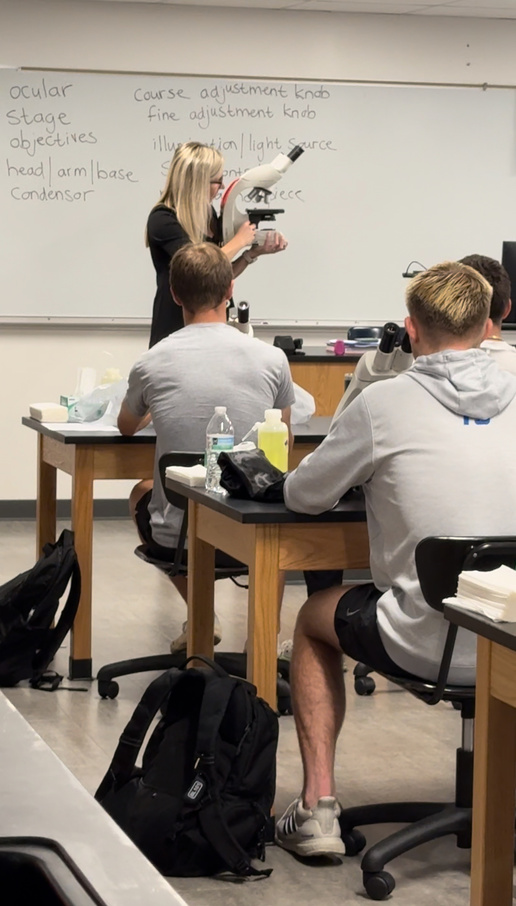 ocular
Stage
objectives
head/arm/base
Condensor
course adjustment knob
fine adjustment knob
light source